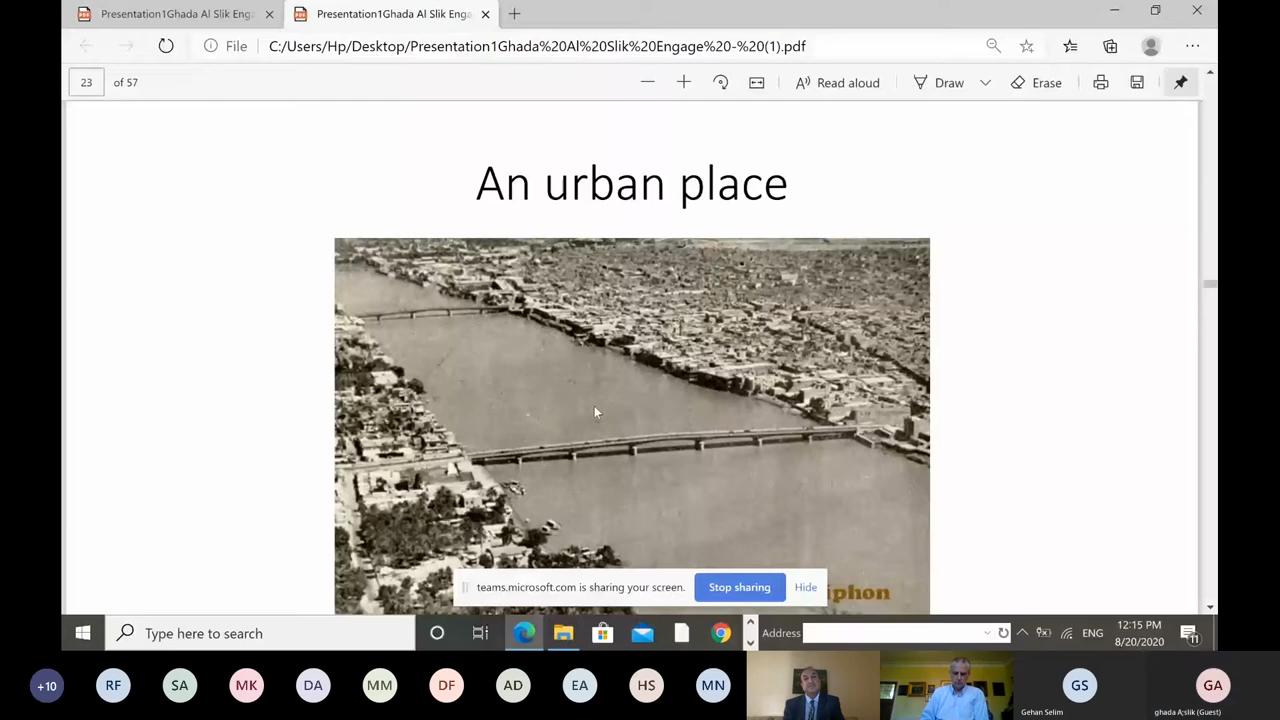 Presentation1Ghada Al Slik Eng
Presentation1Ghada Al Slik Enga
File
C:/Users/Hp/Desktop/Presentation1Ghada%20Al%20Slik%20Engage%20-%20(1).pdf
23 of 57
Read aloud
Draw
Erase
An urban place
iphon
teams.microsoft.com is sharing your screen.
Stop sharing
Hide
Type here to search
Address
ENG
12:15 PM
8/20/2020
11
+10
RF
SA
MK
DA
MM
DF
AD
EA
HS
MN
GS
GA
Gehan Selim
ghada A;slik (Guest)